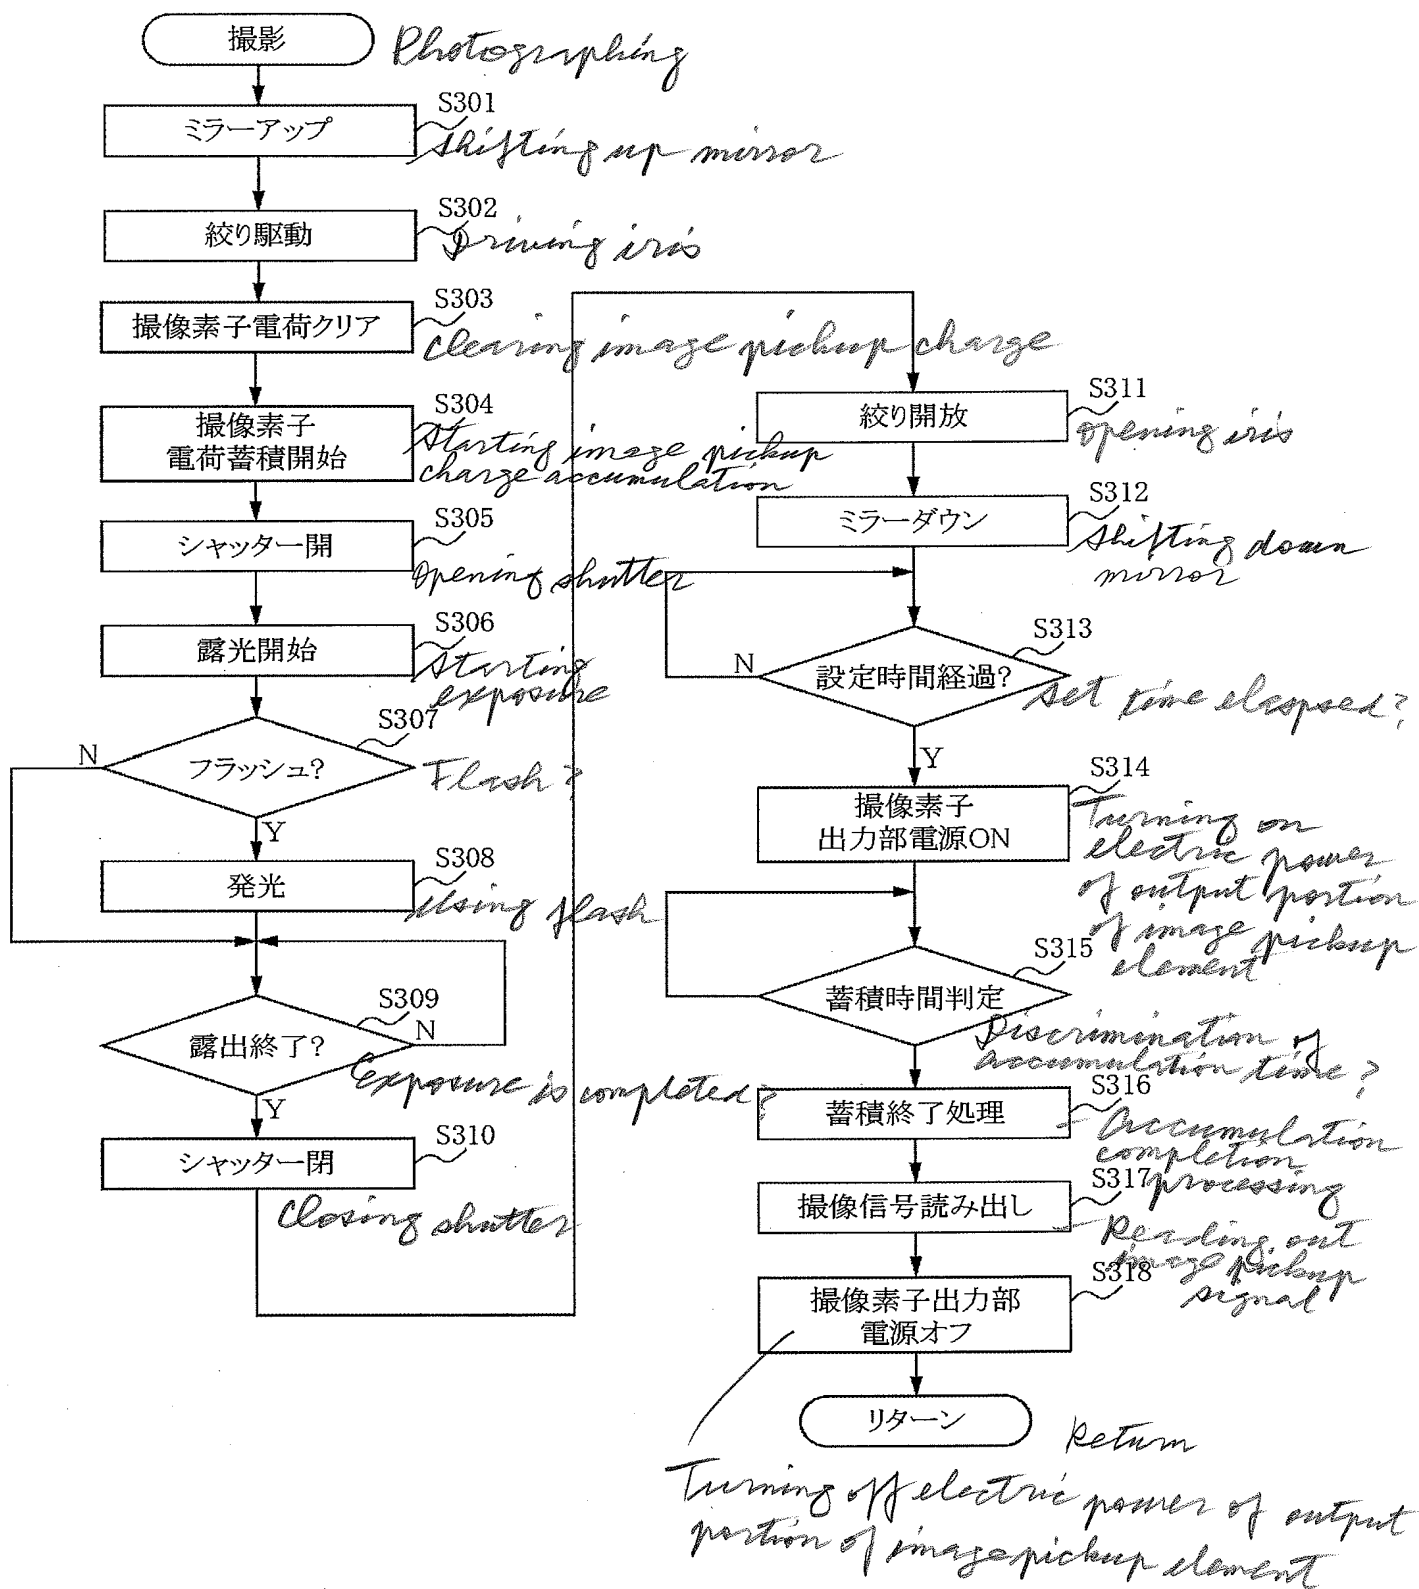 撮影
Photographing
S301
ミラーアップ
Shifting up mirror
S302
絞り駆動
Driving iris
S303
撮像素子電荷クリア
Clearing image pickup charge
S304
撮像素子
電荷蓄積開始
Starting image pickup
charge accumulation
S305
シャッター開
Opening shutter
S306
露光開始
Starting
exposure
S307
N
フラッシュ?
Flash?
Y
S308
発光
Using flash
S309
露出終了?
N
Exposure is completed?
Y
S310
シャッター閉
Closing shutter
S311
絞り開放
Opening iris
S312
ミラーダウン
Shifting down
mirror
S313
N
設定時間経過?
Set time elapsed?
Y
S314
撮像素子
出力部電源ON
Turning on
electric power
of output portion
of image pickup
element
S315
蓄積時間判定
Discrimination of
accumulation time?
S316
蓄積終了処理
Accumulation
completion
processing
S317
撮像信号読み出し
Reading out
image pickup
signal
S318
撮像素子出力部
電源オフ
リターン
Return
Turning off electric power of output
portion of image pickup element